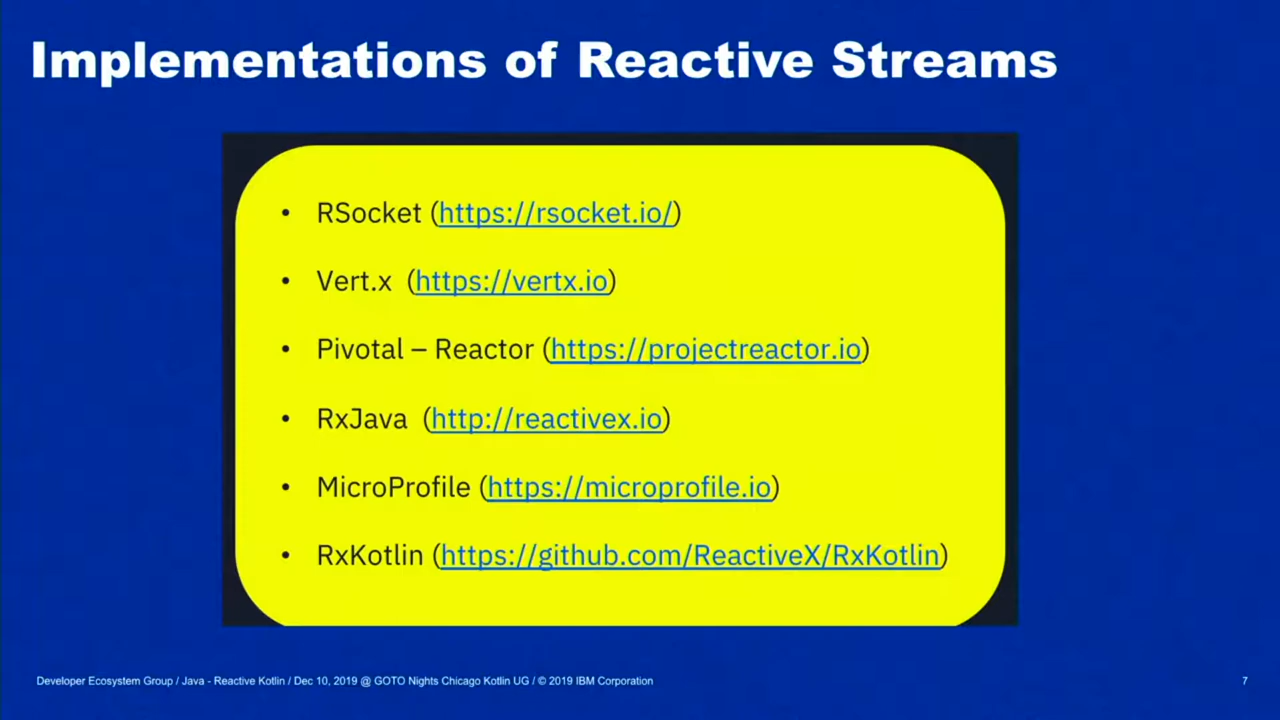 Implementations of Reactive Streams
• RSocket (https://rsocket.io/)
• Vert.x (https://vertx.io)
• Pivotal – Reactor (https://projectreactor.io)
• RxJava (http://reactivex.io)
• MicroProfile (https://microprofile.io)
• RxKotlin (https://github.com/ReactiveX/RxKotlin)
Developer Ecosystem Group / Java - Reactive Kotlin / Dec 10, 2019 @ GOTO Nights Chicago Kotlin UG / © 2019 IBM Corporation
7